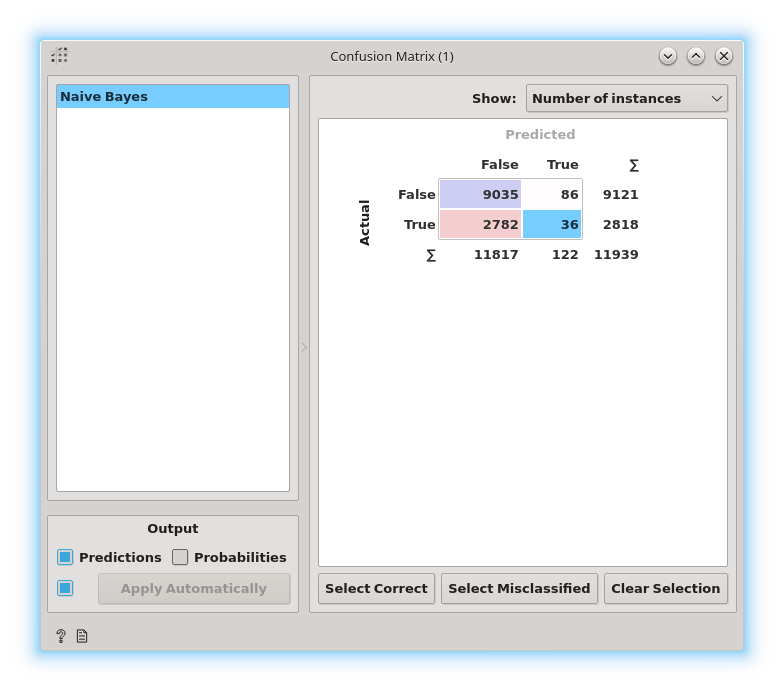 Confusion Matrix (1)
Naive Bayes
Show: Number of instances
Predicted
False True ∑
Actual
False 9035 86 9121
True 2782 36 2818
∑ 11817 122 11939
Output
Predictions Probabilities
Apply Automatically
Select Correct Select Misclassified Clear Selection
?